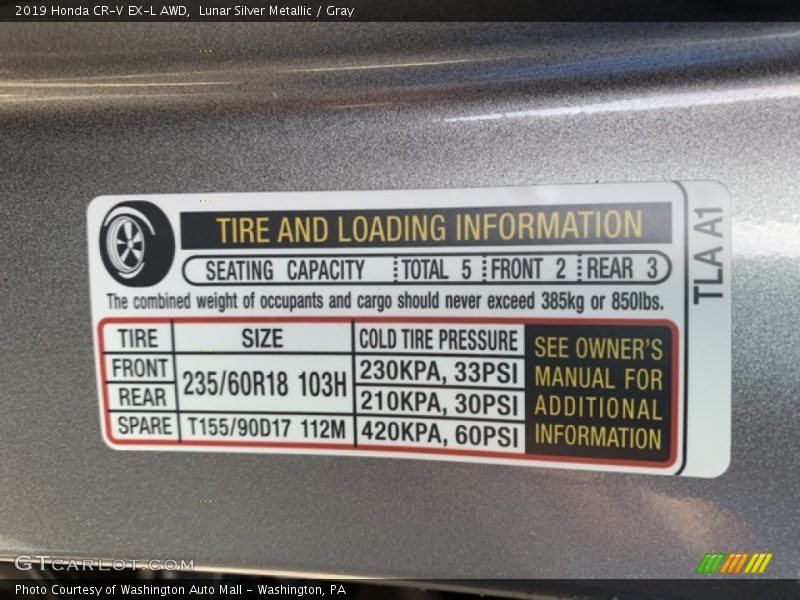 2019 Honda CR-V EX-L AWD, Lunar Silver Metallic / Gray
TIRE AND LOADING INFORMATION
SEATING CAPACITY TOTAL 5 FRONT 2 REAR 3
The combined weight of occupants and cargo should never exceed 385kg or 850lbs.
TIRE SIZE COLD TIRE PRESSURE
FRONT 235/60R18 103H 230KPA, 33PSI
REAR 210KPA, 30PSI
SPARE T155/90D17 112M 420KPA, 60PSI
SEE OWNER'S
MANUAL FOR
ADDITIONAL
INFORMATION
TLA A1
GTCARLOT.COM
Photo Courtesy of Washington Auto Mall - Washington, PA